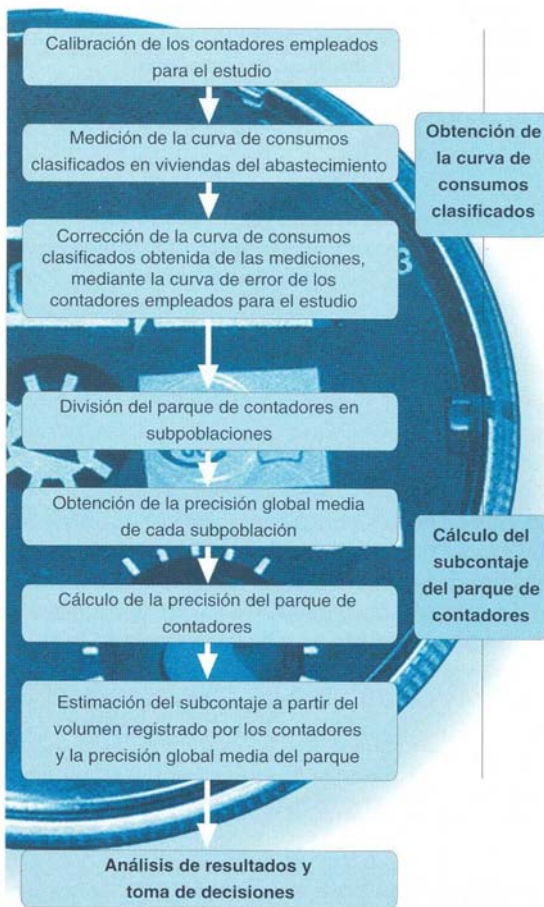 Calibración de los contadores empleados
para el estudio
Medición de la curva de consumos
clasificados en viviendas del abastecimiento
Corrección de la curva de consumos
clasificados obtenida de las mediciones,
mediante la curva de error de los
contadores empleados para el estudio
Obtención de
la curva de
consumos
clasificados
División del parque de contadores en
subpoblaciones
Obtención de la precisión global media
de cada subpoblación
Cálculo de la precisión del parque de
contadores
Estimación del subcontaje a partir del
volumen registrado por los contadores
y la precisión global media del parque
Cálculo del
subcontaje
del parque de
contadores
Análisis de resultados y
toma de decisiones